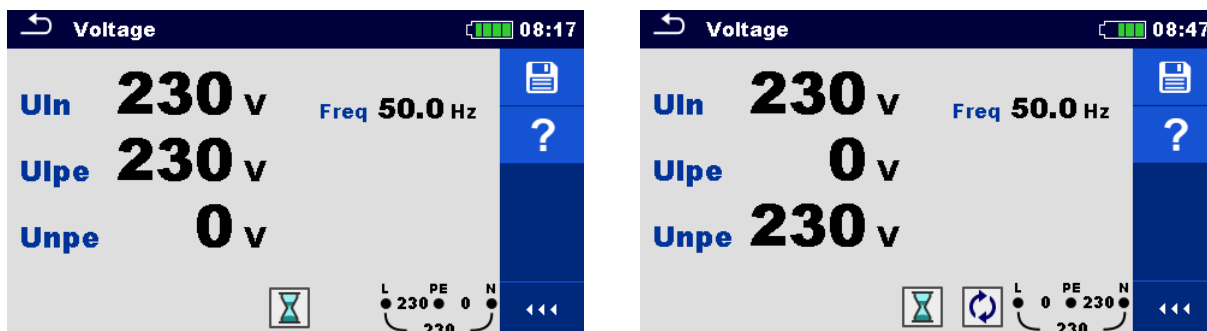 Voltage 08:17
Uln 230 v Freq 50.0 Hz
?
Ulpe 230 v
Unpe 0 v
L PE N
230 0
230
Voltage 08:47
Uln 230 v Freq 50.0 Hz
?
Ulpe 0 v
Unpe 230 v
L PE N
0 230
230